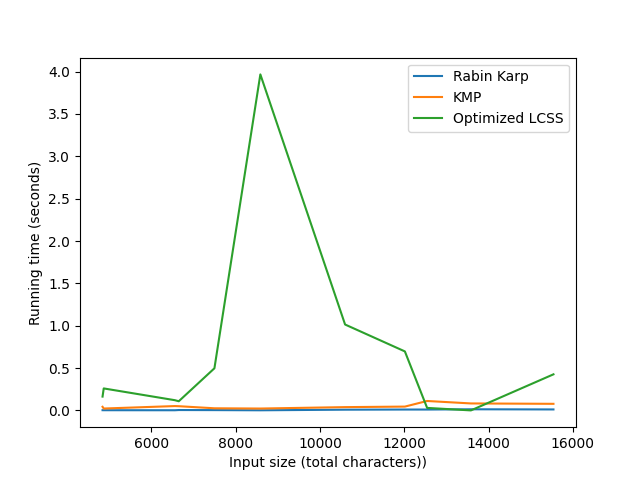 Rabin Karp
KMP
Optimized LCSS
4.0
3.5
3.0
2.5
2.0
1.5
1.0
0.5
0.0
Running time (seconds)
6000 8000 10000 12000 14000 16000
Input size (total characters))